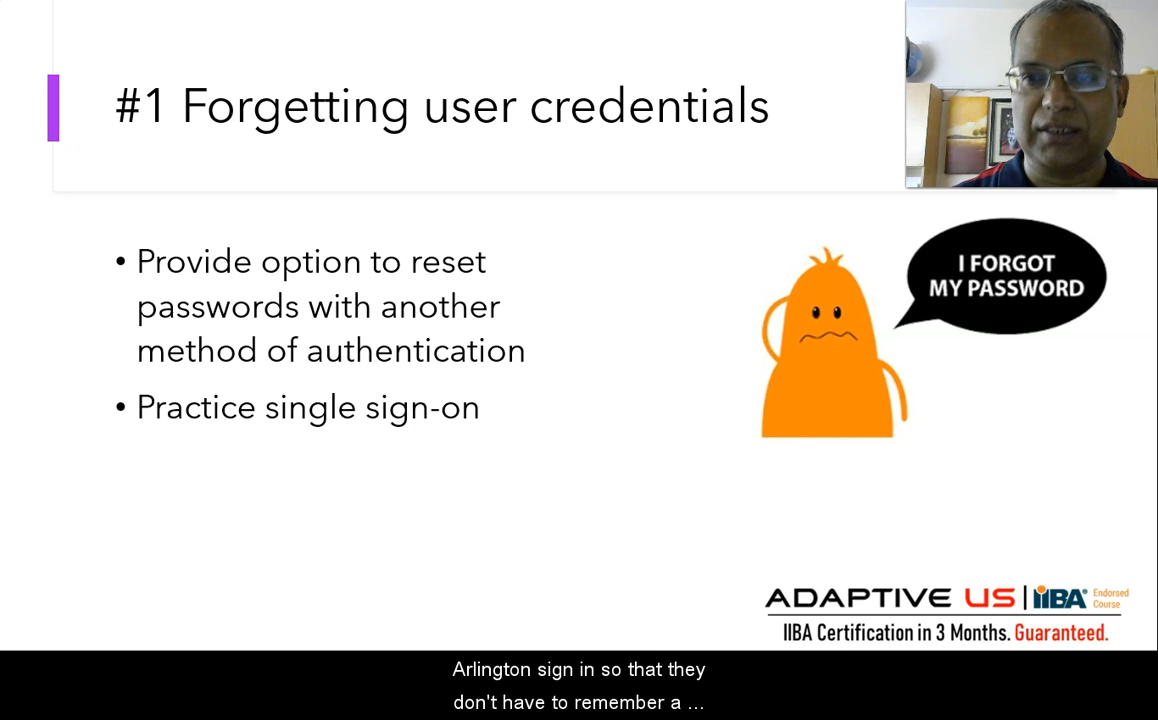 #1 Forgetting user credentials
• Provide option to reset
passwords with another
method of authentication
• Practice single sign-on
I FORGOT
MY PASSWORD
ADAPTIVE US | IIBA® Endorsed
Course
IIBA Certification in 3 Months. Guaranteed.
Arlington sign in so that they
don't have to remember a ...